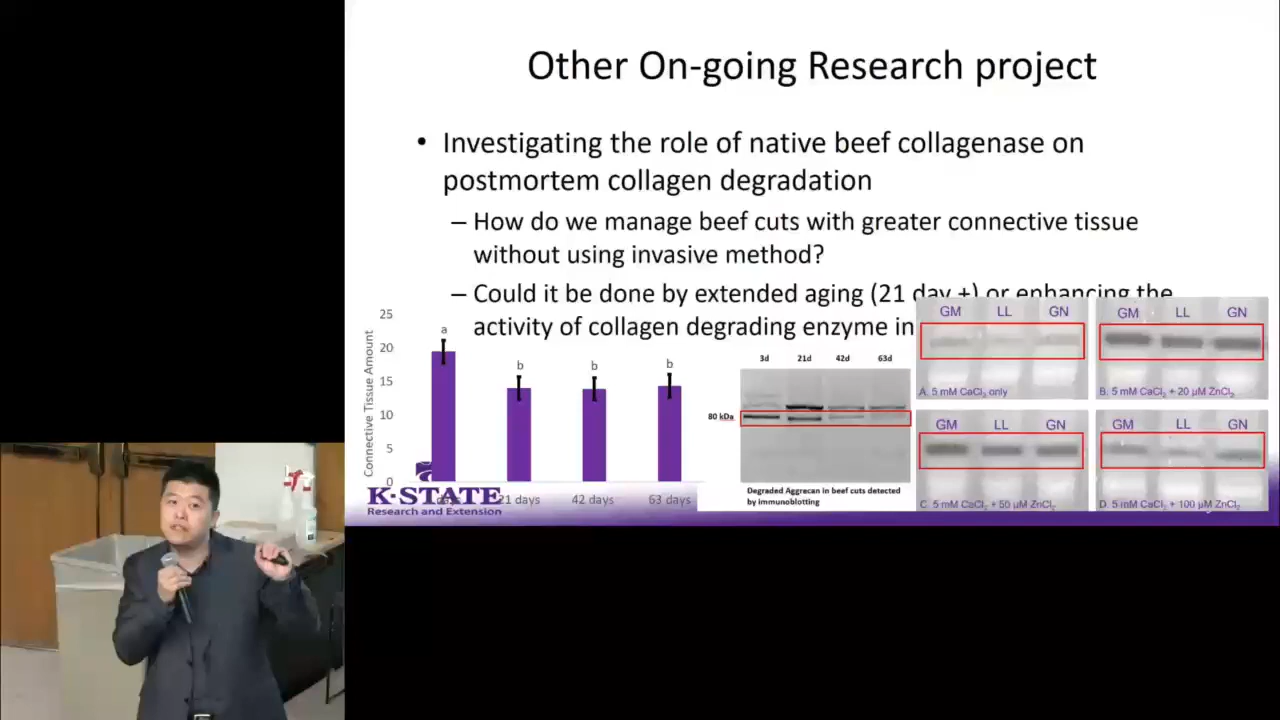 Other On-going Research project
• Investigating the role of native beef collagenase on
postmortem collagen degradation
– How do we manage beef cuts with greater connective tissue
without using invasive method?
– Could it be done by extended aging (21 day +) or enhancing the
activity of collagen degrading enzyme in
Connective Tissue Amount
25
20
15
10
5
0
a
b
b
b
21 days
42 days
63 days
K-STATE
Research and Extension
3d 21d 42d 63d
80 kDa
Degraded Aggrecan in beef cuts detected
by immunoblotting
GM LL GN
A. 5 mM CaCl₂ only
GM LL GN
B. 5 mM CaCl₂ + 20 µM ZnCl₂
GM LL GN
C. 5 mM CaCl₂ + 50 µM ZnCl₂
GM LL GN
D. 5 mM CaCl₂ + 100 µM ZnCl₂